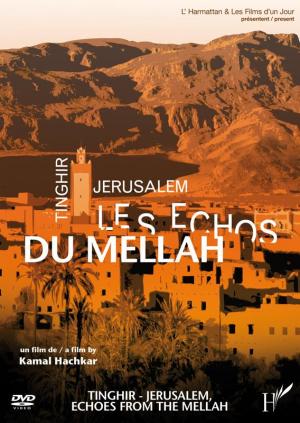 L' Harmattan & Les Films d'un Jour
présentent / present
TINGHIR
JERUSALEM
LES ECHOS
DU MELLAH
un film de / a film by
Kamal Hachkar
DVD
VIDEO
TINGHIR - JERUSALEM,
ECHOES FROM THE MELLAH
H